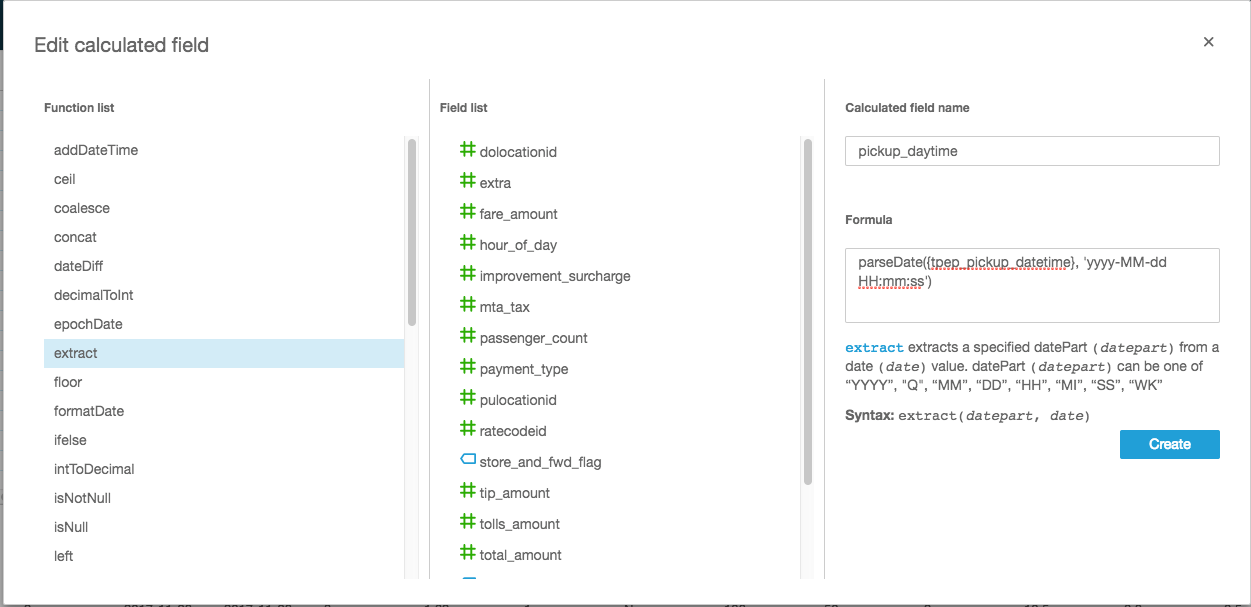 Edit calculated field
×
Function list
addDateTime
ceil
coalesce
concat
dateDiff
decimalToInt
epochDate
extract
floor
formatDate
ifelse
intToDecimal
isNotNull
isNull
left
Field list
dolocationid
extra
fare_amount
hour_of_day
improvement_surcharge
mta_tax
passenger_count
payment_type
pulocationid
ratecodeid
store_and_fwd_flag
tip_amount
tolls_amount
total_amount
Calculated field name
pickup_daytime
Formula
parseDate({tpep_pickup_datetime}, 'yyyy-MM-dd
HH:mm:ss')
extract extracts a specified datePart (datepart) from a
date (date) value. datePart (datepart) can be one of
“YYYY”, "Q", “MM”, “DD”, “HH”, “MI”, “SS”, “WK”
Syntax: extract(datepart, date)
Create